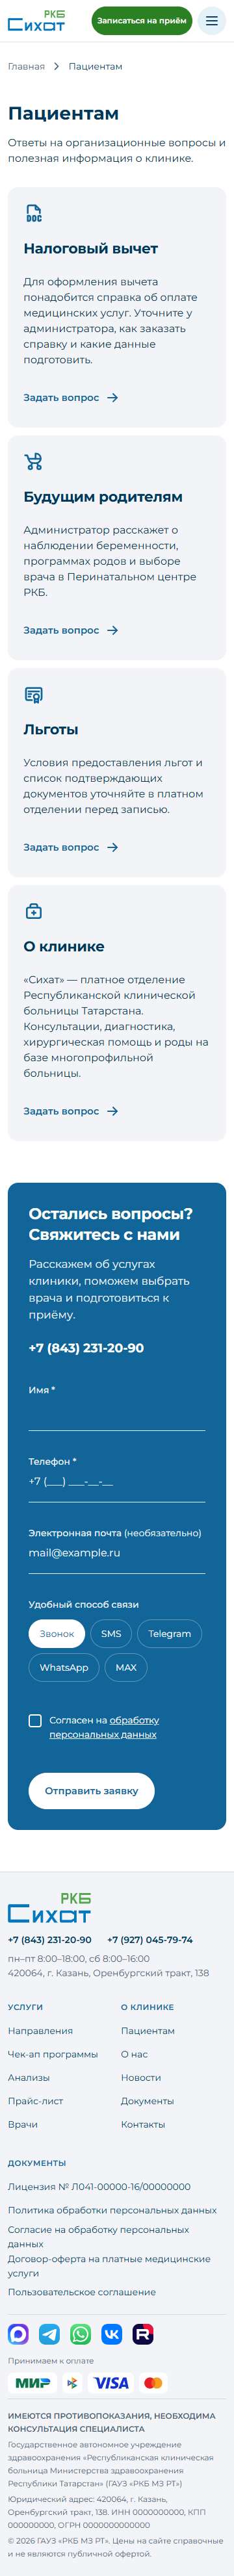 РКБ
Сихат
Записаться на приём
Главная
Пациентам
Пациентам
Ответы на организационные вопросы и
полезная информация о клинике.
DOC
Налоговый вычет
Для оформления вычета
понадобится справка об оплате
медицинских услуг. Уточните у
администратора, как заказать
справку и какие данные
подготовить.
Задать вопрос
Будущим родителям
Администратор расскажет о
наблюдении беременности,
программах родов и выборе
врача в Перинатальном центре
РКБ.
Задать вопрос
Льготы
Условия предоставления льгот и
список подтверждающих
документов уточняйте в платном
отделении перед записью.
Задать вопрос
О клинике
«Сихат» — платное отделение
Республиканской клинической
больницы Татарстана.
Консультации, диагностика,
хирургическая помощь и роды на
базе многопрофильной
больницы.
Задать вопрос
Остались вопросы?
Свяжитесь с нами
Расскажем об услугах
клиники, поможем выбрать
врача и подготовиться к
приёму.
+7 (843) 231-20-90
Имя *
Телефон *
+7 (___) ___-__-__
Электронная почта (необязательно)
mail@example.ru
Удобный способ связи
Звонок
SMS
Telegram
WhatsApp
MAX
Согласен на обработку
персональных данных
Отправить заявку
РКБ
Сихат
+7 (843) 231-20-90 +7 (927) 045-79-74
пн–пт 8:00–18:00, сб 8:00–16:00
420064, г. Казань, Оренбургский тракт, 138
УСЛУГИ
Направления
Чек-ап программы
Анализы
Прайс-лист
Врачи
О КЛИНИКЕ
Пациентам
О нас
Новости
Документы
Контакты
ДОКУМЕНТЫ
Лицензия № Л041-00000-16/00000000
Политика обработки персональных данных
Согласие на обработку персональных
данных
Договор-оферта на платные медицинские
услуги
Пользовательское соглашение
Принимаем к оплате
МИР
VISA
ИМЕЮТСЯ ПРОТИВОПОКАЗАНИЯ, НЕОБХОДИМА
КОНСУЛЬТАЦИЯ СПЕЦИАЛИСТА
Государственное автономное учреждение
здравоохранения «Республиканская клиническая
больница Министерства здравоохранения
Республики Татарстан» (ГАУЗ «РКБ МЗ РТ»)
Юридический адрес: 420064, г. Казань,
Оренбургский тракт, 138. ИНН 0000000000, КПП
000000000, ОГРН 0000000000000
© 2026 ГАУЗ «РКБ МЗ РТ». Цены на сайте справочные
и не являются публичной офертой.